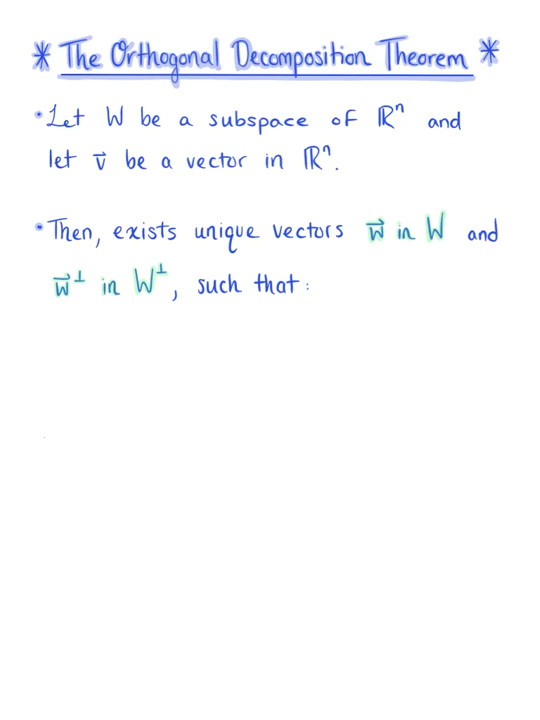 * The Orthogonal Decomposition Theorem *
• Let W be a subspace of ℝⁿ and
let v⃗ be a vector in ℝⁿ.
• Then, exists unique vectors w⃗ in W and
w⃗⊥ in W⊥, such that: